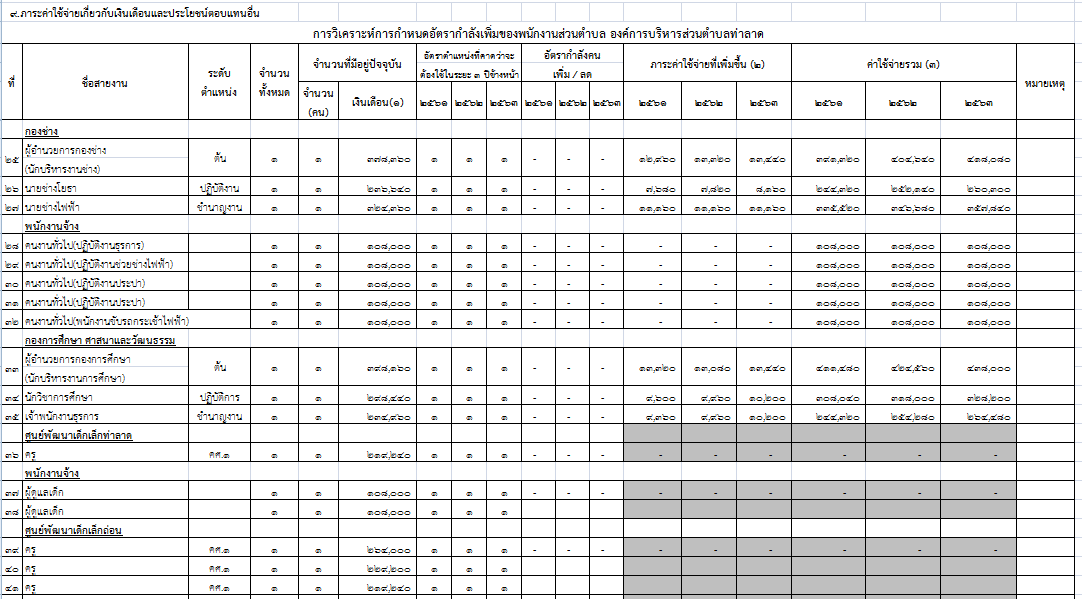 ๙.ภาระค่าใช้จ่ายเกี่ยวกับเงินเดือนและประโยชน์ตอบแทนอื่น
การวิเคราะห์การกำหนดอัตรากำลังเพิ่มของพนักงานส่วนตำบล องค์การบริหารส่วนตำบลท่าลาด
ที่ ชื่อสายงาน ระดับตำแหน่ง จำนวนทั้งหมด จำนวนที่มีอยู่ปัจจุบัน อัตราตำแหน่งที่คาดว่าจะต้องใช้ในระยะ ๓ ปีข้างหน้า อัตรากำลังคน เพิ่ม / ลด ภาระค่าใช้จ่ายที่เพิ่มขึ้น (๒) ค่าใช้จ่ายรวม (๓) หมายเหตุ
จำนวน (คน) เงินเดือน(๑) ๒๕๖๑ ๒๕๖๒ ๒๕๖๓ ๒๕๖๑ ๒๕๖๒ ๒๕๖๓ ๒๕๖๑ ๒๕๖๒ ๒๕๖๓ ๒๕๖๑ ๒๕๖๒ ๒๕๖๓
กองช่าง
๒๕ ผู้อำนวยการกองช่าง (นักบริหารงานช่าง) ต้น ๑ ๑ ๓๗๘,๓๖๐ ๑ ๑ ๑ - - - ๑๒,๙๖๐ ๑๓,๓๒๐ ๑๓,๔๔๐ ๓๙๑,๓๒๐ ๔๐๔,๖๔๐ ๔๑๘,๐๘๐
๒๖ นายช่างโยธา ปฏิบัติงาน ๑ ๑ ๒๓๖,๖๔๐ ๑ ๑ ๑ - - - ๗,๖๘๐ ๗,๘๒๐ ๘,๑๖๐ ๒๔๔,๓๒๐ ๒๕๒,๑๔๐ ๒๖๐,๓๐๐
๒๗ นายช่างไฟฟ้า ชำนาญงาน ๑ ๑ ๓๒๔,๓๖๐ ๑ ๑ ๑ - - - ๑๑,๑๖๐ ๑๑,๑๖๐ ๑๑,๑๖๐ ๓๓๕,๕๒๐ ๓๔๖,๖๘๐ ๓๕๗,๘๔๐
พนักงานจ้าง
๒๘ คนงานทั่วไป(ปฏิบัติงานธุรการ) ๑ ๑ ๑๐๘,๐๐๐ ๑ ๑ ๑ - - - - - - ๑๐๘,๐๐๐ ๑๐๘,๐๐๐ ๑๐๘,๐๐๐
๒๙ คนงานทั่วไป(ปฏิบัติงานช่วยช่างไฟฟ้า) ๑ ๑ ๑๐๘,๐๐๐ ๑ ๑ ๑ - - - - - - ๑๐๘,๐๐๐ ๑๐๘,๐๐๐ ๑๐๘,๐๐๐
๓๐ คนงานทั่วไป(ปฏิบัติงานประปา) ๑ ๑ ๑๐๘,๐๐๐ ๑ ๑ ๑ - - - - - - ๑๐๘,๐๐๐ ๑๐๘,๐๐๐ ๑๐๘,๐๐๐
๓๑ คนงานทั่วไป(ปฏิบัติงานประปา) ๑ ๑ ๑๐๘,๐๐๐ ๑ ๑ ๑ - - - - - - ๑๐๘,๐๐๐ ๑๐๘,๐๐๐ ๑๐๘,๐๐๐
๓๒ คนงานทั่วไป(พนักงานขับรถกระเช้าไฟฟ้า) ๑ ๑ ๑๐๘,๐๐๐ ๑ ๑ ๑ - - - - - - ๑๐๘,๐๐๐ ๑๐๘,๐๐๐ ๑๐๘,๐๐๐
กองการศึกษา ศาสนาและวัฒนธรรม
๓๓ ผู้อำนวยการกองการศึกษา (นักบริหารงานการศึกษา) ต้น ๑ ๑ ๓๙๘,๑๖๐ ๑ ๑ ๑ - - - ๑๓,๓๒๐ ๑๓,๐๘๐ ๑๓,๔๔๐ ๔๑๑,๔๘๐ ๔๒๔,๕๖๐ ๔๓๘,๐๐๐
๓๔ นักวิชาการศึกษา ปฏิบัติการ ๑ ๑ ๒๙๘,๔๔๐ ๑ ๑ ๑ - - - ๙,๖๐๐ ๙,๙๖๐ ๑๐,๒๐๐ ๓๐๘,๐๔๐ ๓๑๘,๐๐๐ ๓๒๘,๒๐๐
๓๕ เจ้าพนักงานธุรการ ชำนาญงาน ๑ ๑ ๒๓๔,๙๖๐ ๑ ๑ ๑ - - - ๙,๓๖๐ ๙,๙๖๐ ๑๐,๒๐๐ ๒๔๔,๓๒๐ ๒๕๔,๒๘๐ ๒๖๔,๔๘๐
ศูนย์พัฒนาเด็กเล็กท่าลาด
๓๖ ครู คศ.๑ ๑ ๑ ๒๑๙,๒๔๐ ๑ ๑ ๑ - - - - - - - - -
พนักงานจ้าง
๓๗ ผู้ดูแลเด็ก ๑ ๑ ๑๐๘,๐๐๐ ๑ ๑ ๑ - - - - - - - - -
๓๘ ผู้ดูแลเด็ก ๑ ๑ ๑๐๘,๐๐๐ ๑ ๑ ๑
ศูนย์พัฒนาเด็กเล็กถ่อน
๓๙ ครู คศ.๑ ๑ ๑ ๒๖๔,๐๐๐ ๑ ๑ ๑ - - - - - - - - -
๔๐ ครู คศ.๑ ๑ ๑ ๒๒๙,๒๐๐ ๑ ๑ ๑
๔๑ ครู คศ.๑ ๑ ๑ ๒๑๙,๒๔๐ ๑ ๑ ๑